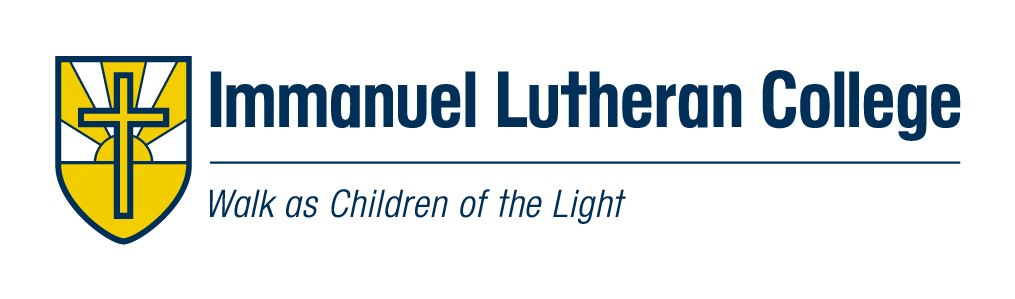 Immanuel Lutheran College
Walk as Children of the Light